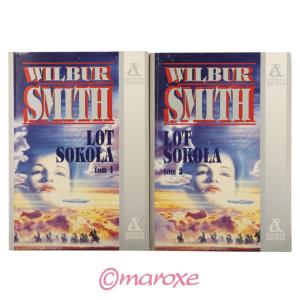 WILBUR
SMITH
LOT
SOKOŁA
tom 1
WILBUR
SMITH
LOT
SOKOŁA
tom 2
©maroxe